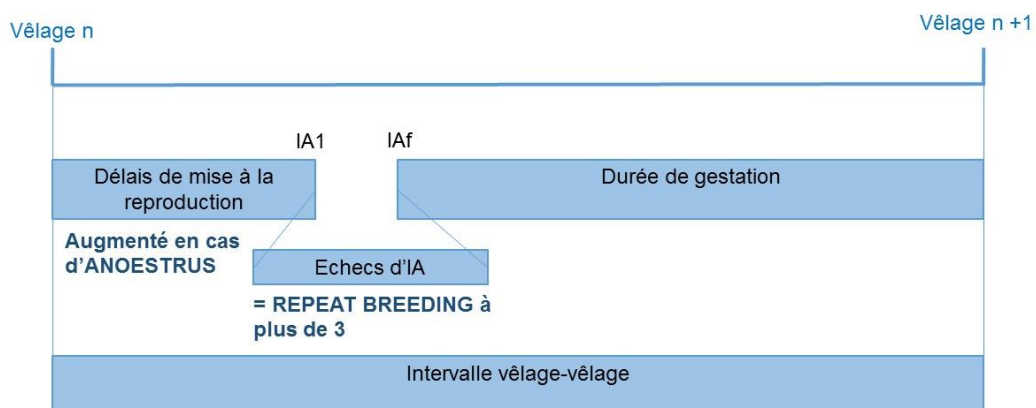 Vêlage n
Vêlage n +1
IA1
IAf
Délais de mise à la
reproduction
Durée de gestation
Augmenté en cas
d’ANOESTRUS
Echecs d’IA
= REPEAT BREEDING à
plus de 3
Intervalle vêlage-vêlage